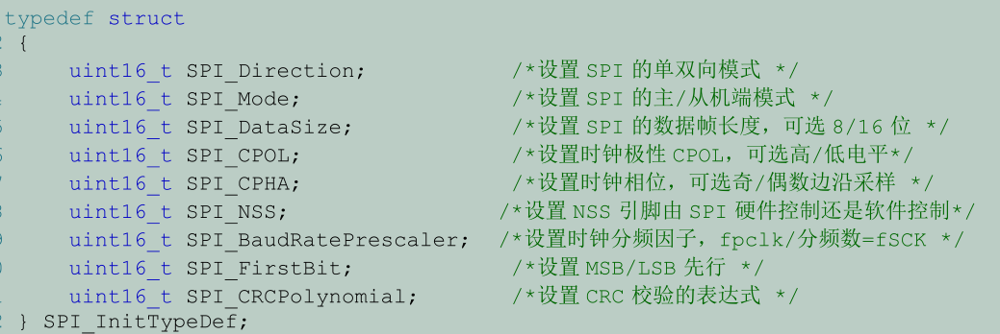 typedef struct
{
uint16_t SPI_Direction; /*设置 SPI 的单双向模式 */
uint16_t SPI_Mode; /*设置 SPI 的主/从机端模式 */
uint16_t SPI_DataSize; /*设置 SPI 的数据帧长度，可选 8/16 位 */
uint16_t SPI_CPOL; /*设置时钟极性 CPOL，可选高/低电平*/
uint16_t SPI_CPHA; /*设置时钟相位，可选奇/偶数边沿采样 */
uint16_t SPI_NSS; /*设置 NSS 引脚由 SPI 硬件控制还是软件控制*/
uint16_t SPI_BaudRatePrescaler; /*设置时钟分频因子，fpclk/分频数=fSCK */
uint16_t SPI_FirstBit; /*设置 MSB/LSB 先行 */
uint16_t SPI_CRCPolynomial; /*设置 CRC 校验的表达式 */
} SPI_InitTypeDef;